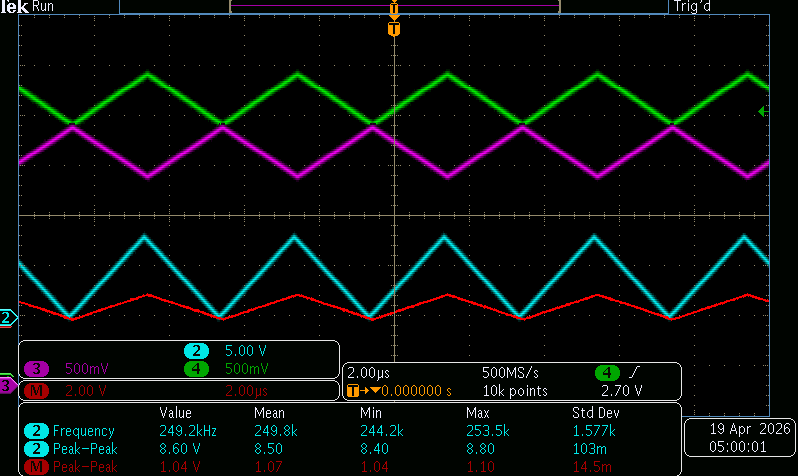 Tek Run Trig'd
T
T
2
3
2 5.00 V
3 500mV 4 500mV
M 2.00 V 2.00µs
2.00µs 500MS/s 4
T 0.000000 s 10k points 2.70 V
Value Mean Min Max Std Dev
2 Frequency 249.2kHz 249.8k 244.2k 253.5k 1.577k
2 Peak-Peak 8.60 V 8.50 8.40 8.80 103m
M Peak-Peak 1.04 V 1.07 1.04 1.10 14.5m
19 Apr 2026
05:00:01